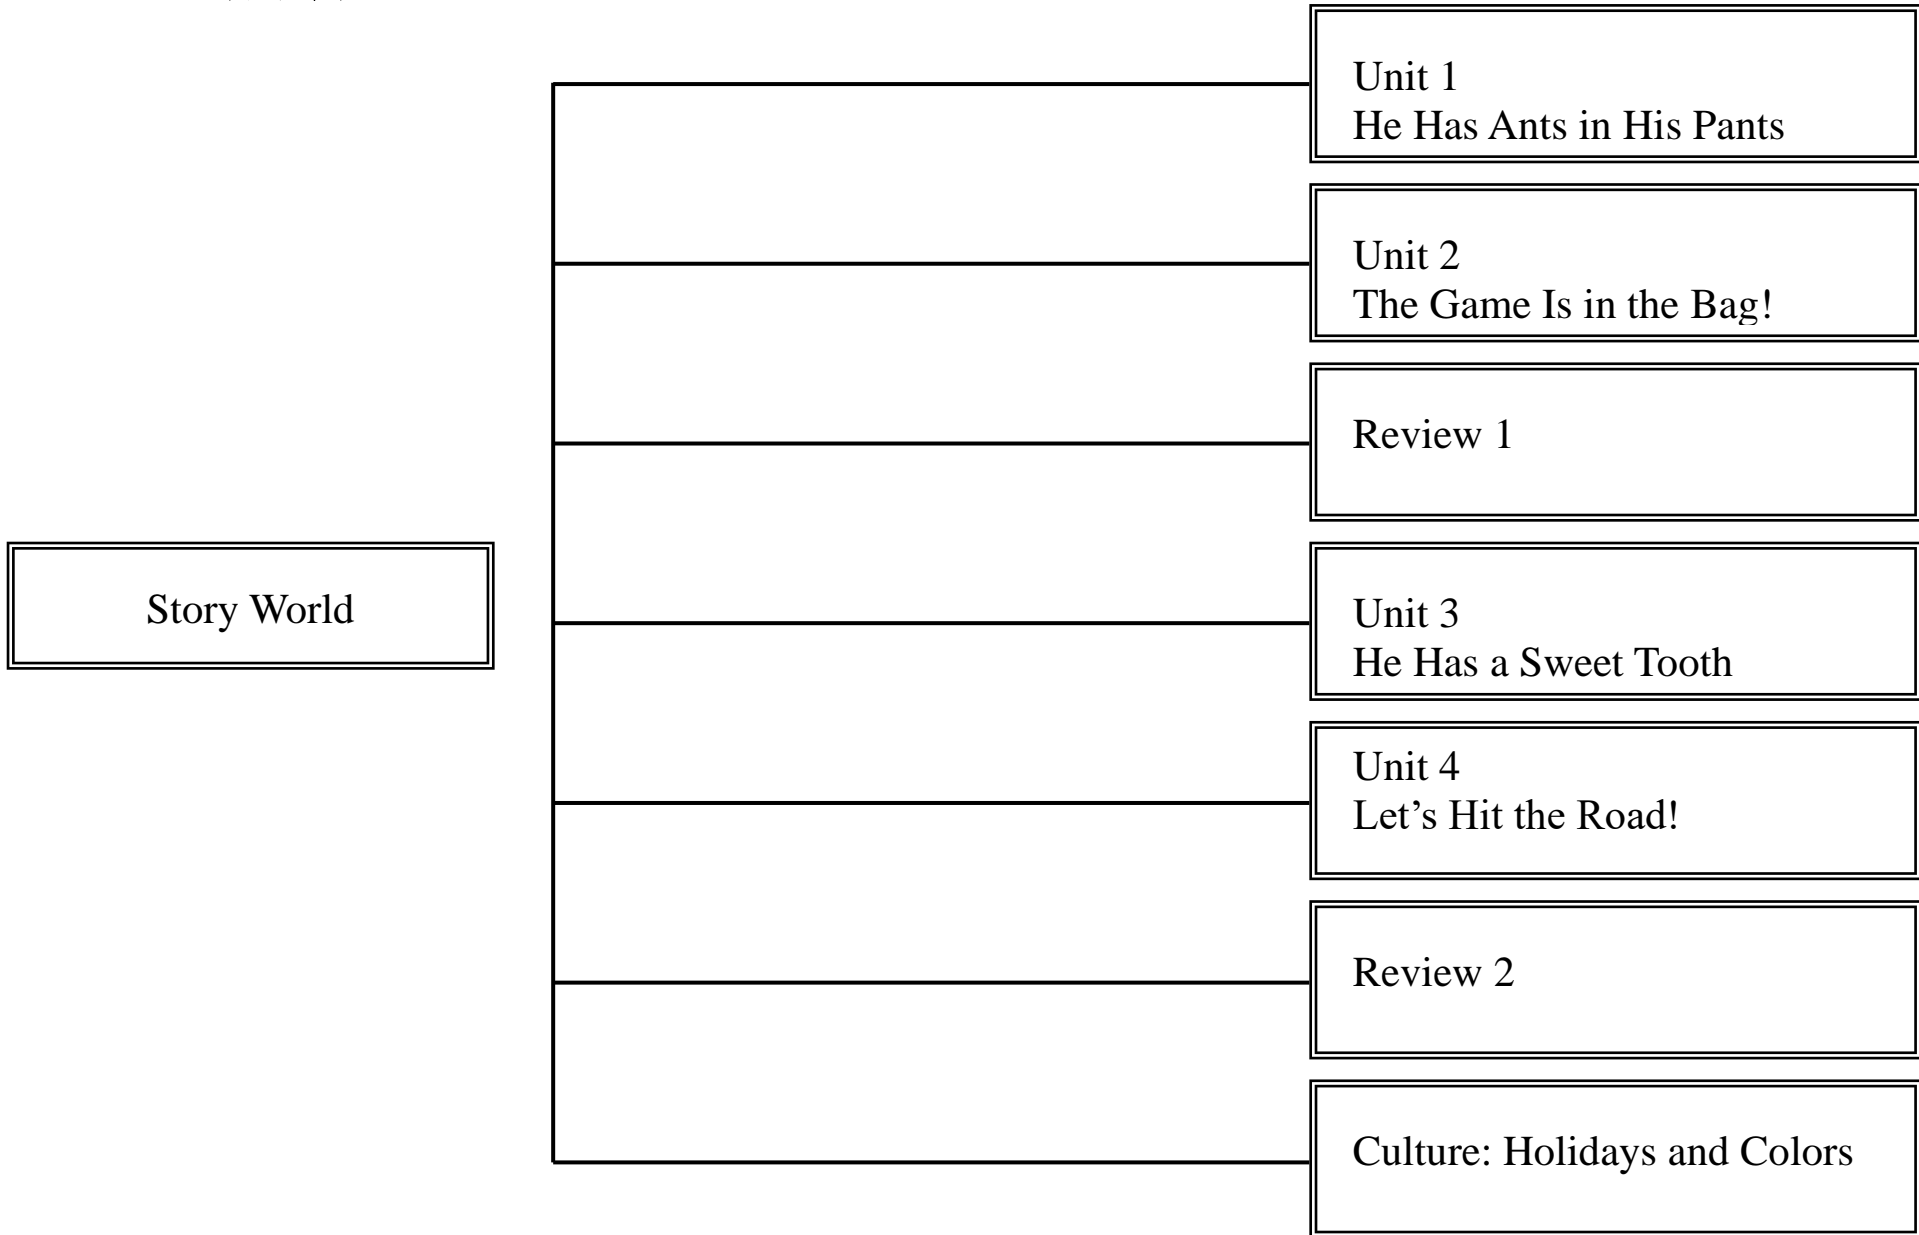 Unit 1
He Has Ants in His Pants
Unit 2
The Game Is in the Bag!
Review 1
Story World
Unit 3
He Has a Sweet Tooth
Unit 4
Let’s Hit the Road!
Review 2
Culture: Holidays and Colors